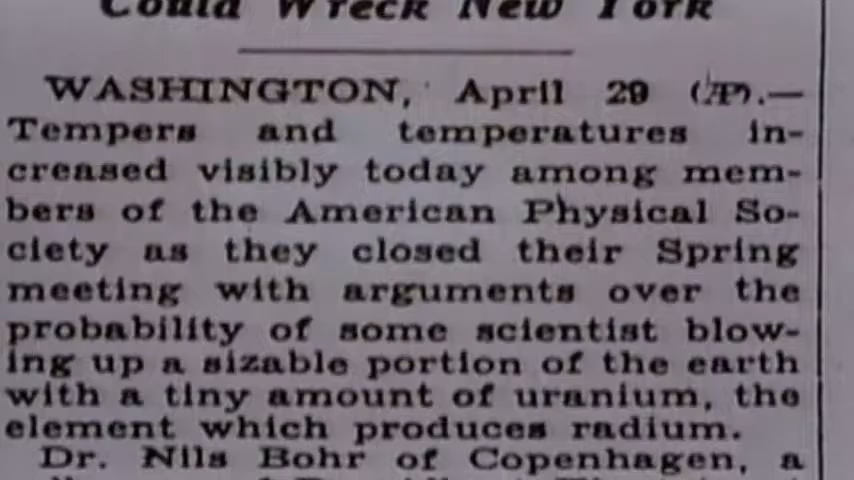 Could Wreck New York
WASHINGTON, April 29 (AP).—
Tempers and temperatures in-
creased visibly today among mem-
bers of the American Physical So-
ciety as they closed their Spring
meeting with arguments over the
probability of some scientist blow-
ing up a sizable portion of the earth
with a tiny amount of uranium, the
element which produces radium.
Dr. Nils Bohr of Copenhagen, a